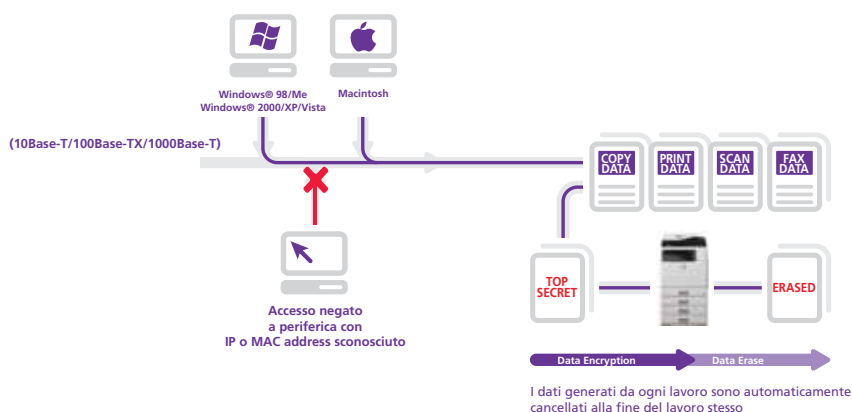 Windows® 98/Me
Windows® 2000/XP/Vista
Macintosh
(10Base-T/100Base-TX/1000Base-T)
COPY
DATA
PRINT
DATA
SCAN
DATA
FAX
DATA
TOP
SECRET
ERASED
Accesso negato
a periferica con
IP o MAC address sconosciuto
Data Encryption
Data Erase
I dati generati da ogni lavoro sono automaticamente
cancellati alla fine del lavoro stesso